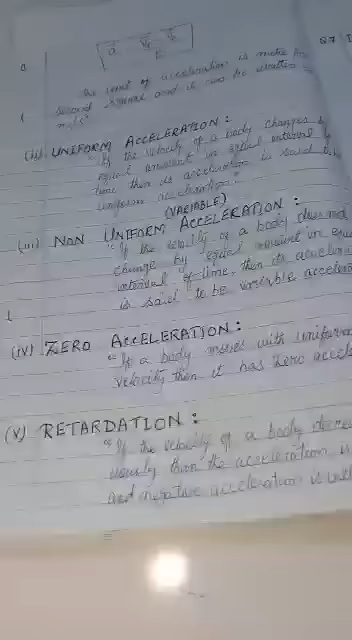 Q7
The unit of acceleration is metre per
second square and it can be written
m/s²
(ii) UNIFORM ACCELERATION:
"If the velocity of a body changes by
equal amount in equal interval of
time then its acceleration is said to be
uniform acceleration."
(VARIABLE)
(iii) NON UNIFORM ACCELERATION:
"If the velocity of a body does not
change by equal amount in equal
interval of time, then its acceleration
is said to be variable acceleration
(iv) ZERO ACCELERATION:
"If a body moves with uniform
velocity then it has zero accele
(V) RETARDATION:
"If the velocity of a body decre
then the acceleration is
and negative acceleration is